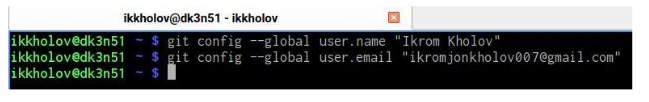 ikkholov@dk3n51 - ikkholov
ikkholov@dk3n51 ~ $ git config --global user.name "Ikrom Kholov"
ikkholov@dk3n51 ~ $ git config --global user.email "ikromjonkholov007@gmail.com"
ikkholov@dk3n51 ~ $